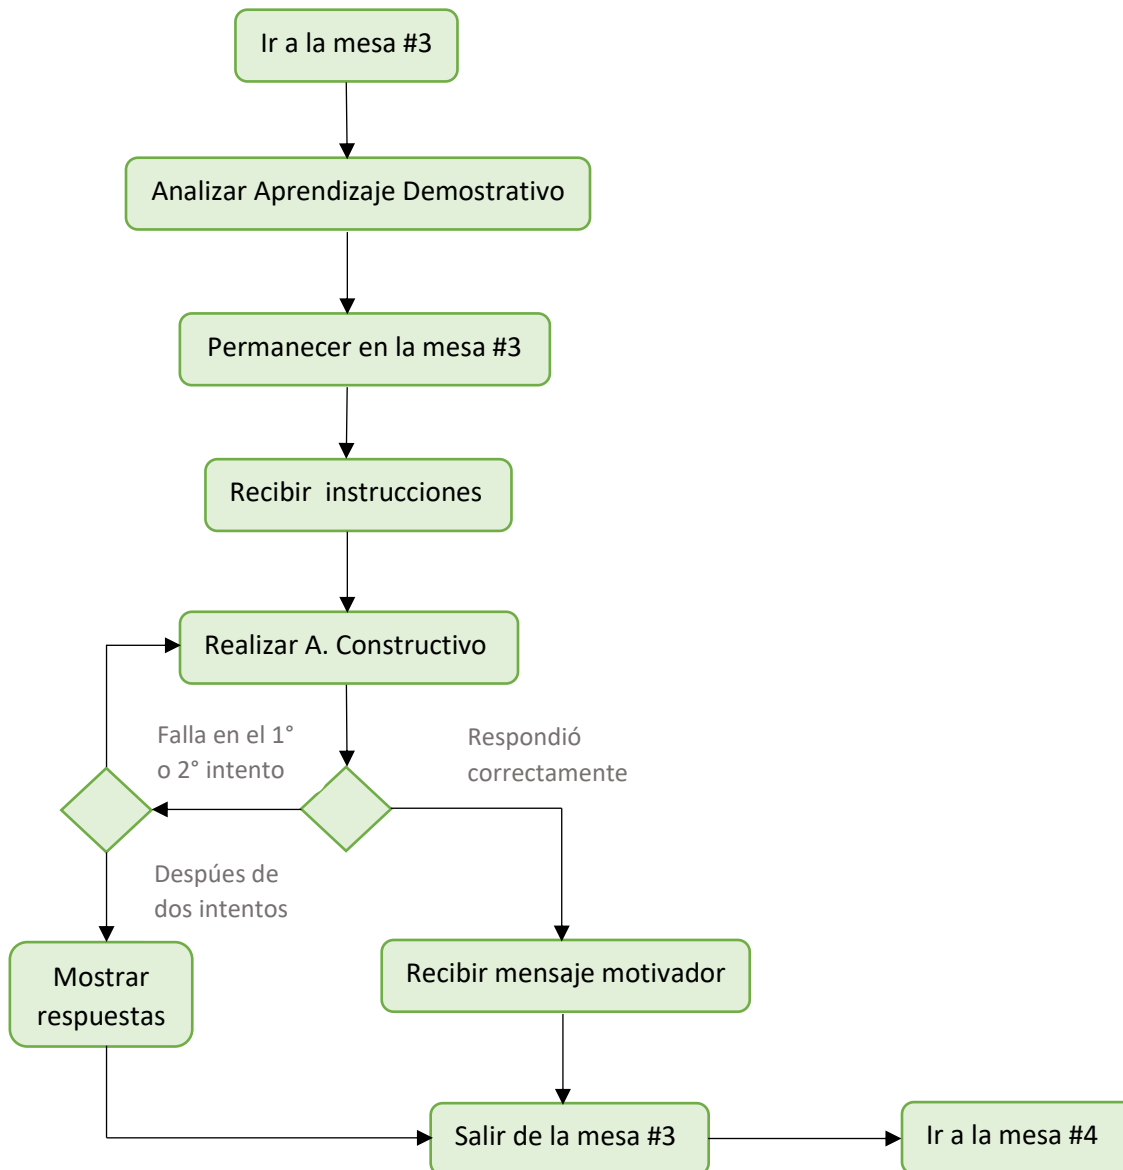 Ir a la mesa #3
Analizar Aprendizaje Demostrativo
Permanecer en la mesa #3
Recibir  instrucciones
Realizar A. Constructivo
Falla en el 1°
o 2° intento
Respondió
correctamente
Despúes de
dos intentos
Mostrar
respuestas
Recibir mensaje motivador
Salir de la mesa #3
Ir a la mesa #4